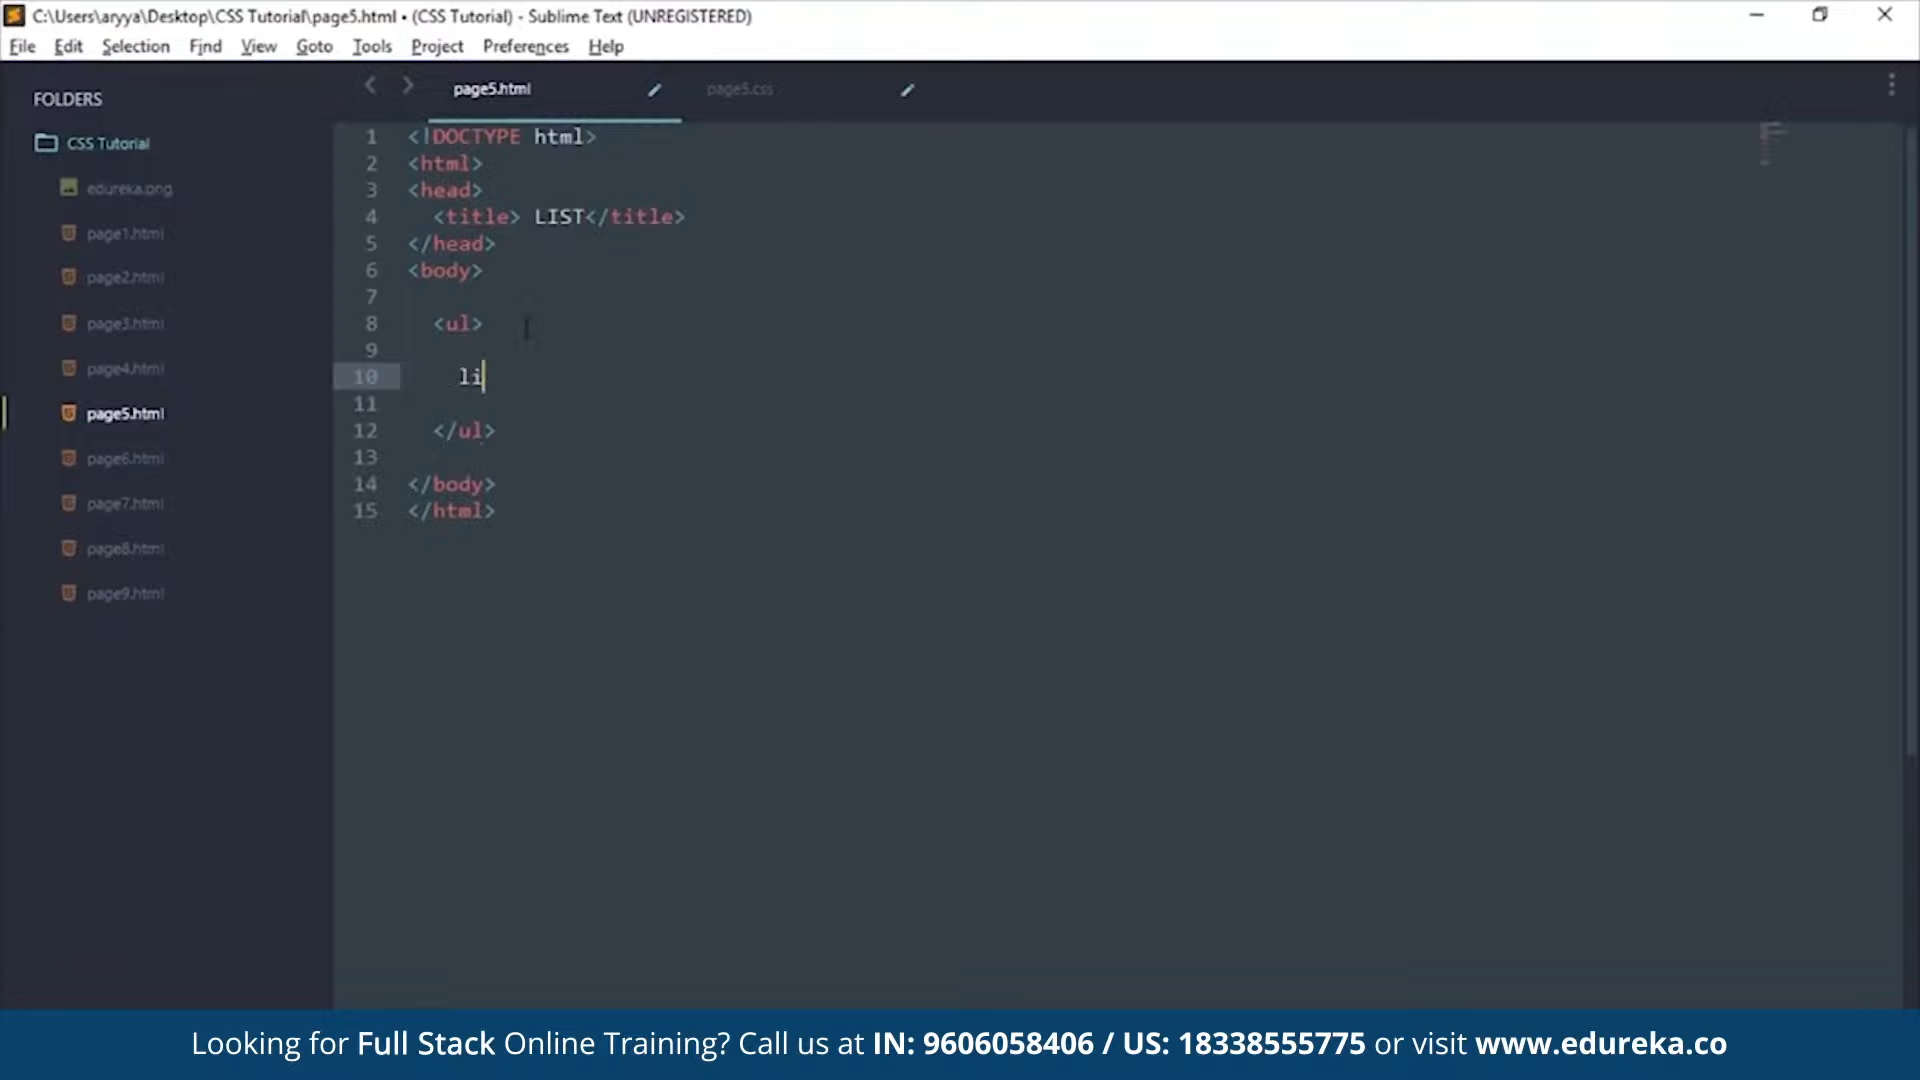 C:\Users\aryya\Desktop\CSS Tutorial\page5.html • (CSS Tutorial) - Sublime Text (UNREGISTERED)
File Edit Selection Find View Goto Tools Project Preferences Help
FOLDERS
CSS Tutorial
edureka.png
page1.html
page2.html
page3.html
page4.html
page5.html
page6.html
page7.html
page8.html
page9.html
page5.html page5.css
1 <!DOCTYPE html>
2 <html>
3 <head>
4 <title> LIST</title>
5 </head>
6 <body>
7
8 <ul>
9
10 li
11
12 </ul>
13
14 </body>
15 </html>
Looking for Full Stack Online Training? Call us at IN: 9606058406 / US: 18338555775 or visit www.edureka.co